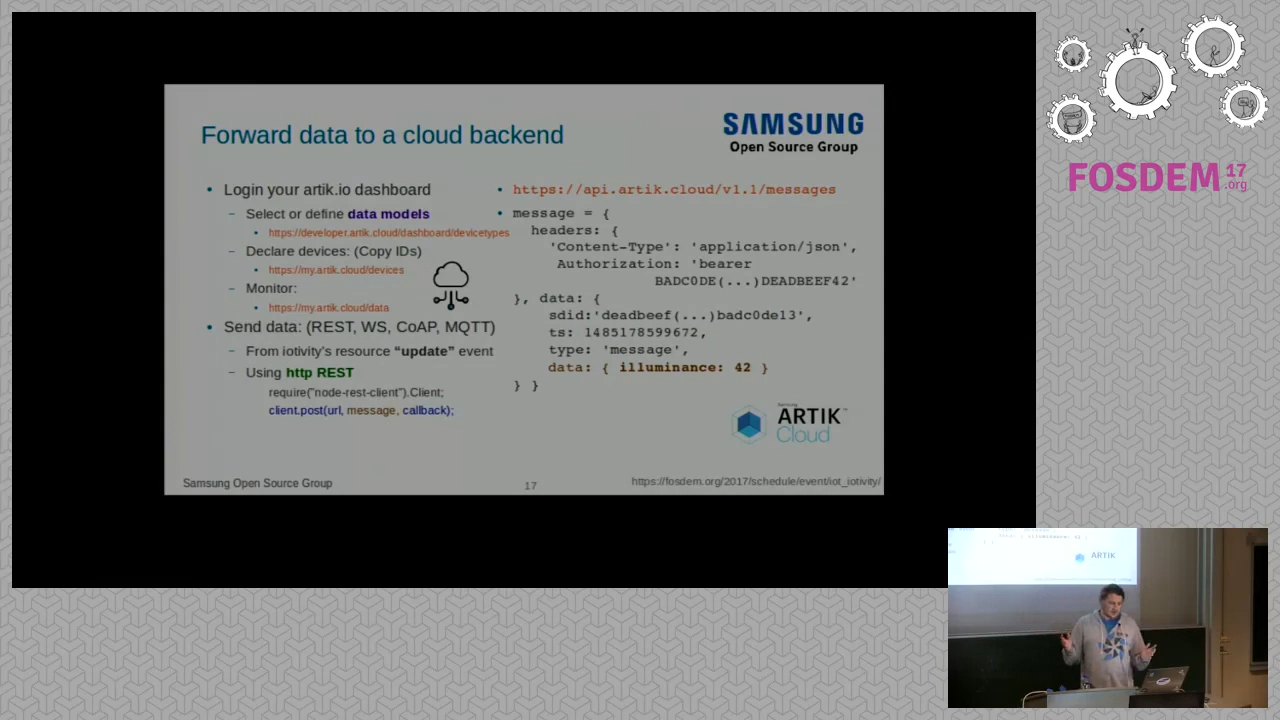 Forward data to a cloud backend
SAMSUNG
Open Source Group
• Login your artik.io dashboard
– Select or define data models
• https://developer.artik.cloud/dashboard/devicetypes
– Declare devices: (Copy IDs)
• https://my.artik.cloud/devices
– Monitor:
• https://my.artik.cloud/data
• Send data: (REST, WS, CoAP, MQTT)
– From iotivity's resource “update” event
– Using http REST
require("node-rest-client").Client;
client.post(url, message, callback);
• https://api.artik.cloud/v1.1/messages
• message = {
headers: {
'Content-Type': 'application/json',
Authorization: 'bearer
BADC0DE(...)DEADBEEF42'
}, data: {
sdid:'deadbeef(...)badc0de13',
ts: 1485178599672,
type: 'message',
data: { illuminance: 42 }
} }
ARTIK™
Cloud
Samsung Open Source Group
17
https://fosdem.org/2017/schedule/event/iot_iotivity/
FOSDEM 17
.org
data: { illuminance: 42 }
} }
ARTIK